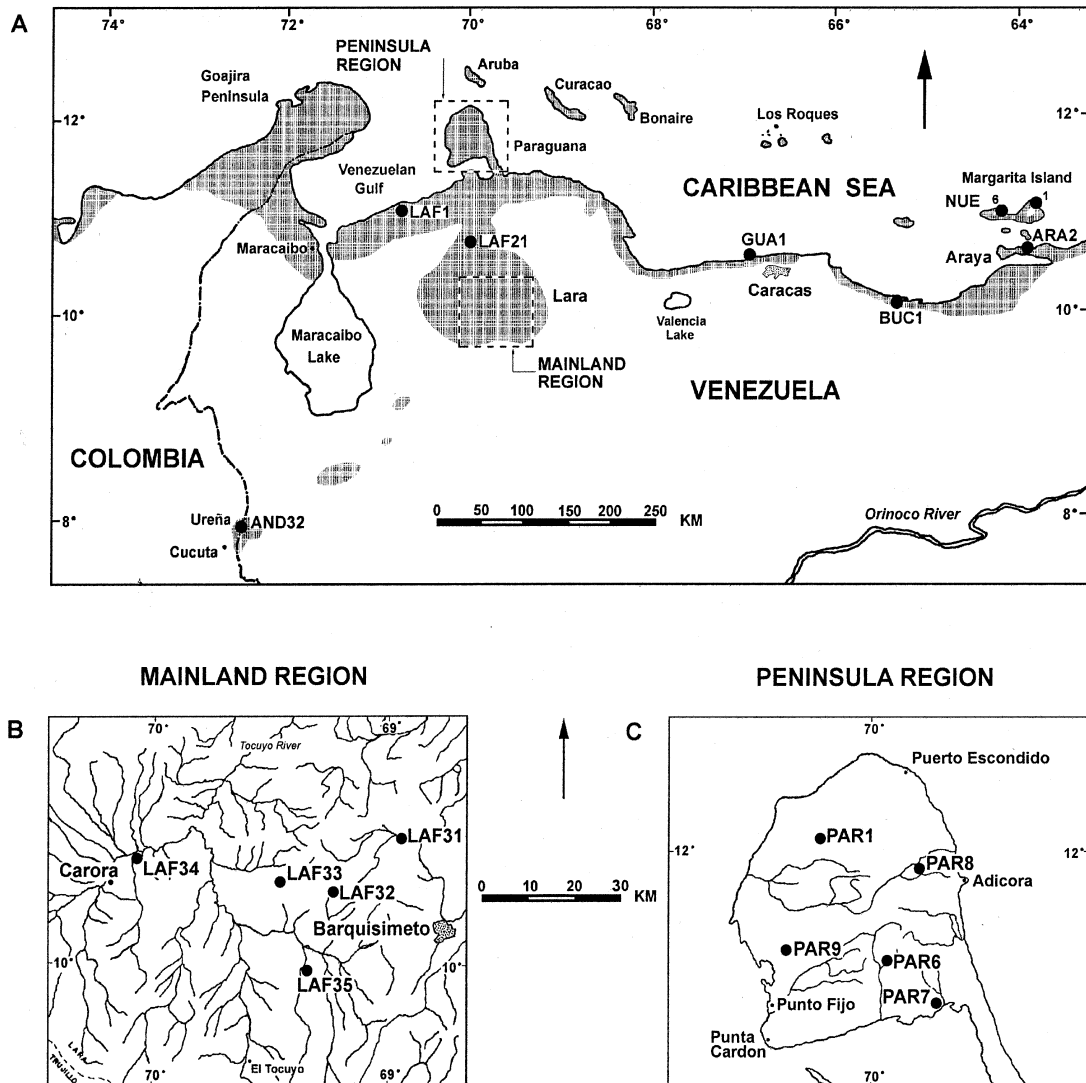 A
74°
72°
70°
68°
66°
64°
PENINSULA
REGION
Aruba
Goajira
Peninsula
Curacao
Bonaire
Los Roques
12°
12°
Paraguana
Venezuelan
Gulf
CARIBBEAN SEA
Margarita Island
NUE 6 1
LAF1
ARA2
Maracaibo
LAF21
GUA1
Araya
Lara
Caracas
10°
10°
BUC1
Valencia
Lake
Maracaibo
Lake
MAINLAND
REGION
VENEZUELA
COLOMBIA
Ureña
AND32
8°
8°
0 50 100 150 200 250 KM
Orinoco River
Cucuta
MAINLAND REGION
B
70°
69°
Tocuyo River
LAF31
Carora
LAF34
LAF33
LAF32
Barquisimeto
10°
10°
LAF35
El Tocuyo
LARA
TRUJILLO
70°
69°
0 10 20 30 KM
PENINSULA REGION
C
70°
Puerto Escondido
PAR1
12°
12°
PAR8
Adicora
PAR9
PAR6
PAR7
Punto Fijo
Punta
Cardon
70°